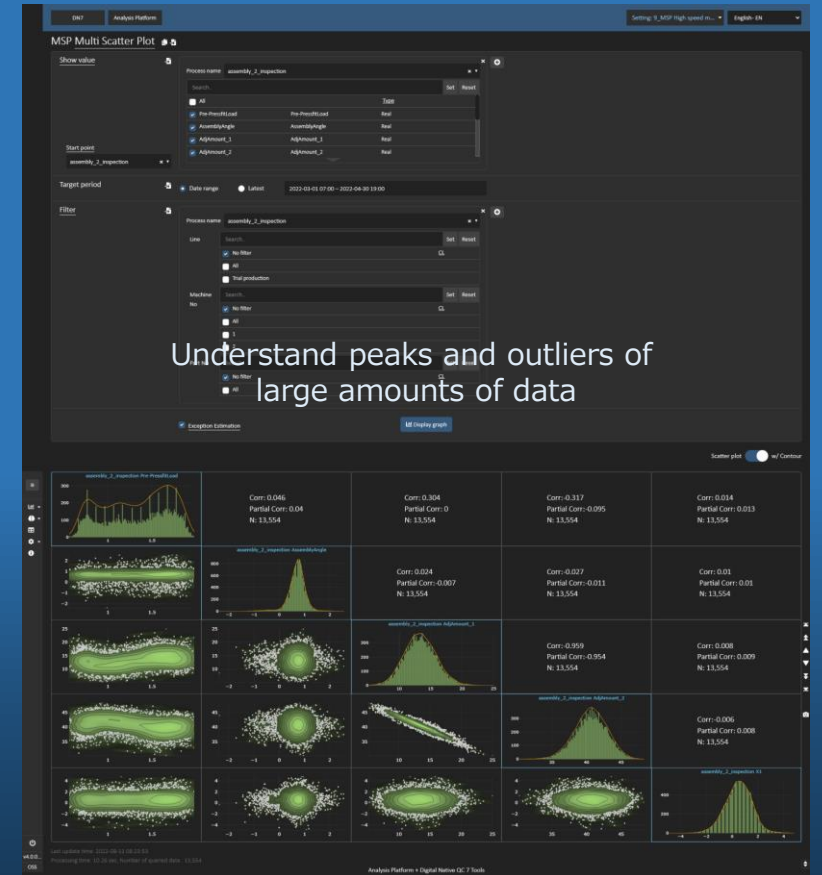 DN7 Analysis Platform Setting: 9_MSP High speed m... English- EN
MSP Multi Scatter Plot
Show value
Process name assembly_2_inspection
Search... Set Reset
All Type
Pre-PressfitLoad Pre-PressfitLoad Real
AssemblyAngle AssemblyAngle Real
AdjAmount_1 AdjAmount_1 Real
AdjAmount_2 AdjAmount_2 Real
Start point
assembly_2_inspection
Target period Date range Latest 2022-03-01 07:00 – 2022-04-30 19:00
Filter
Process name assembly_2_inspection
Line Search... Set Reset
No filter
All
Trial production
Machine No Search... Set Reset
No filter
All
1
Understand peaks and outliers of
large amounts of data
No filter
All
Exception Estimation Display graph
Scatter plot w/ Contour
assembly_2_inspection Pre-PressfitLoad
Corr: 0.046
Partial Corr: 0.04
N: 13,554
Corr: 0.304
Partial Corr: 0
N: 13,554
Corr:-0.317
Partial Corr:-0.095
N: 13,554
Corr: 0.014
Partial Corr: 0.013
N: 13,554
assembly_2_inspection AssemblyAngle
Corr: 0.024
Partial Corr:-0.007
N: 13,554
Corr:-0.027
Partial Corr:-0.011
N: 13,554
Corr: 0.01
Partial Corr: 0.01
N: 13,554
assembly_2_inspection AdjAmount_1
Corr:-0.959
Partial Corr:-0.954
N: 13,554
Corr: 0.008
Partial Corr: 0.009
N: 13,554
assembly_2_inspection AdjAmount_2
Corr:-0.006
Partial Corr: 0.008
N: 13,554
assembly_2_inspection X1
v4.0.0...
OSS
Analysis Platform + Digital Native QC 7 Tools